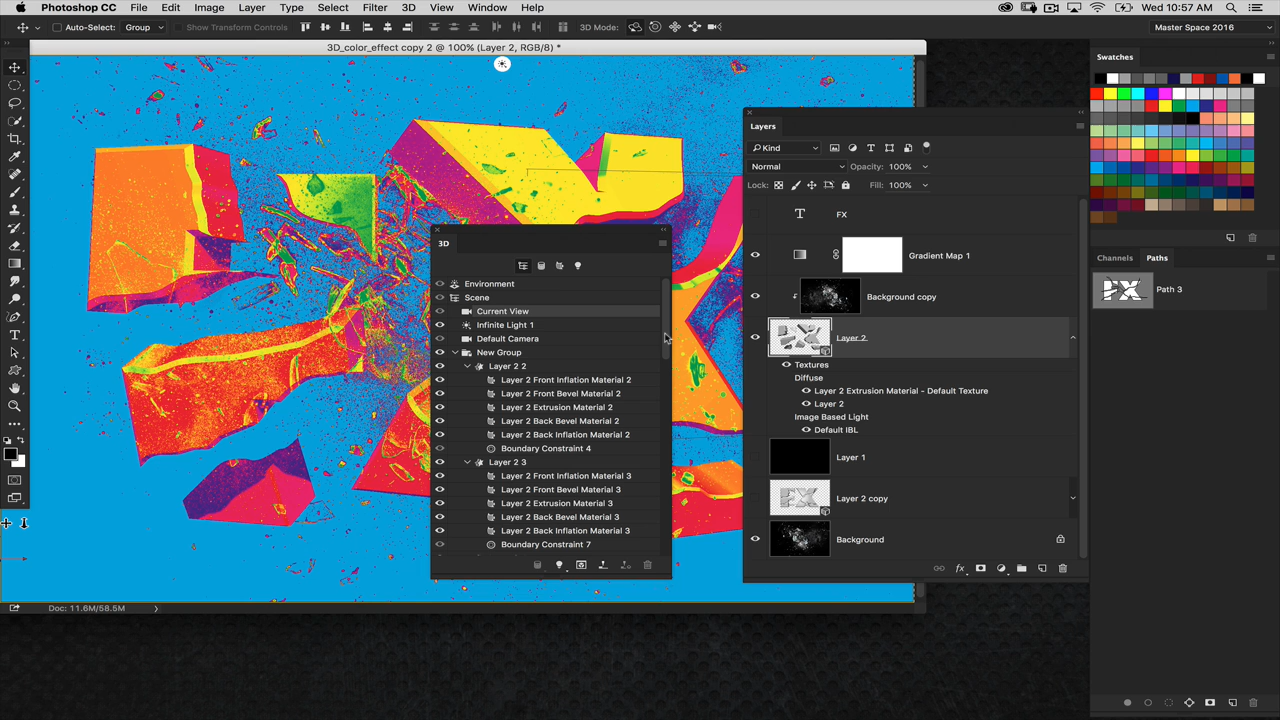 Photoshop CC File Edit Image Layer Type Select Filter 3D View Window Help Wed 10:57 AM
Auto-Select: Group Show Transform Controls 3D Mode: Master Space 2016
3D_color_effect copy 2 @ 100% (Layer 2, RGB/8) *
Swatches
Channels Paths
Path 3
Layers
Kind
Normal Opacity: 100%
Lock: Fill: 100%
T FX
Gradient Map 1
Background copy
Layer 2
Textures
Diffuse
Layer 2 Extrusion Material - Default Texture
Layer 2
Image Based Light
Default IBL
Layer 1
FX Layer 2 copy
Background
3D
Environment
Scene
Current View
Infinite Light 1
Default Camera
New Group
Layer 2 2
Layer 2 Front Inflation Material 2
Layer 2 Front Bevel Material 2
Layer 2 Extrusion Material 2
Layer 2 Back Bevel Material 2
Layer 2 Back Inflation Material 2
Boundary Constraint 4
Layer 2 3
Layer 2 Front Inflation Material 3
Layer 2 Front Bevel Material 3
Layer 2 Extrusion Material 3
Layer 2 Back Bevel Material 3
Layer 2 Back Inflation Material 3
Boundary Constraint 7
fx
Doc: 11.6M/58.5M